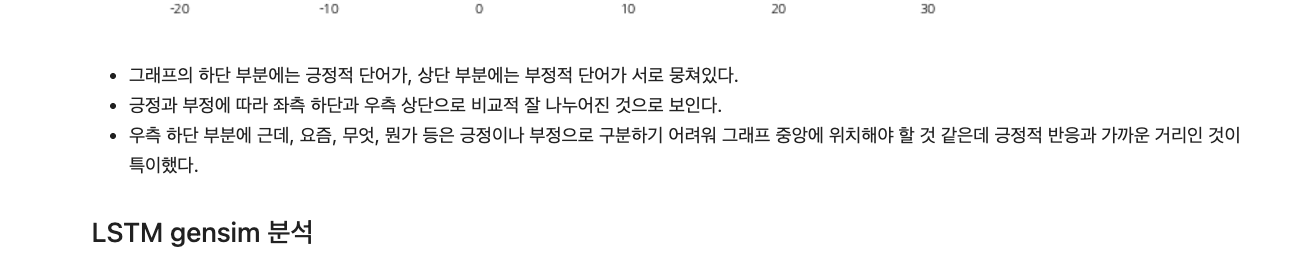 -20 -10 0 10 20 30
• 그래프의 하단 부분에는 긍정적 단어가, 상단 부분에는 부정적 단어가 서로 뭉쳐있다.
• 긍정과 부정에 따라 좌측 하단과 우측 상단으로 비교적 잘 나누어진 것으로 보인다.
• 우측 하단 부분에 근데, 요즘, 무엇, 뭔가 등은 긍정이나 부정으로 구분하기 어려워 그래프 중앙에 위치해야 할 것 같은데 긍정적 반응과 가까운 거리인 것이
특이했다.
LSTM gensim 분석